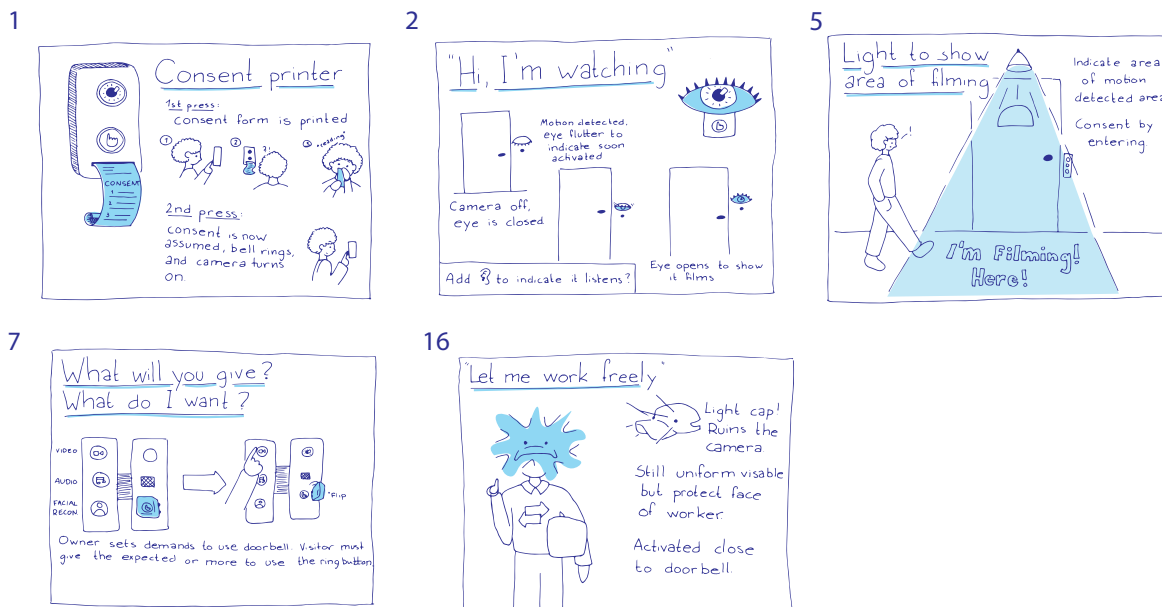 1
Consent printer
1st press:
consent form is printed
1
2
3
?!
"reading"
CONSENT
1
2
3
2nd press:
consent is now
assumed, bell rings,
and camera turns
on.
2
"Hi, I'm watching"
Motion detected,
eye flutter to
indicate soon
activated
Camera off,
eye is closed
Eye opens to show
it films
Add to indicate it listens?
5
Light to show
area of filming
Indicate area
of motion
detected area
Consent by
entering
!
I'm Filming!
Here!
7
What will you give?
What do I want?
VIDEO
AUDIO
FACIAL
RECON.
"Flip
Owner sets demands to use doorbell. Visitor must
give the expected or more to use the ring button.
16
"Let me work freely"
Light cap!
Ruins the
camera.
Still uniform visable
but protect face
of worker.
Activated close
to doorbell.